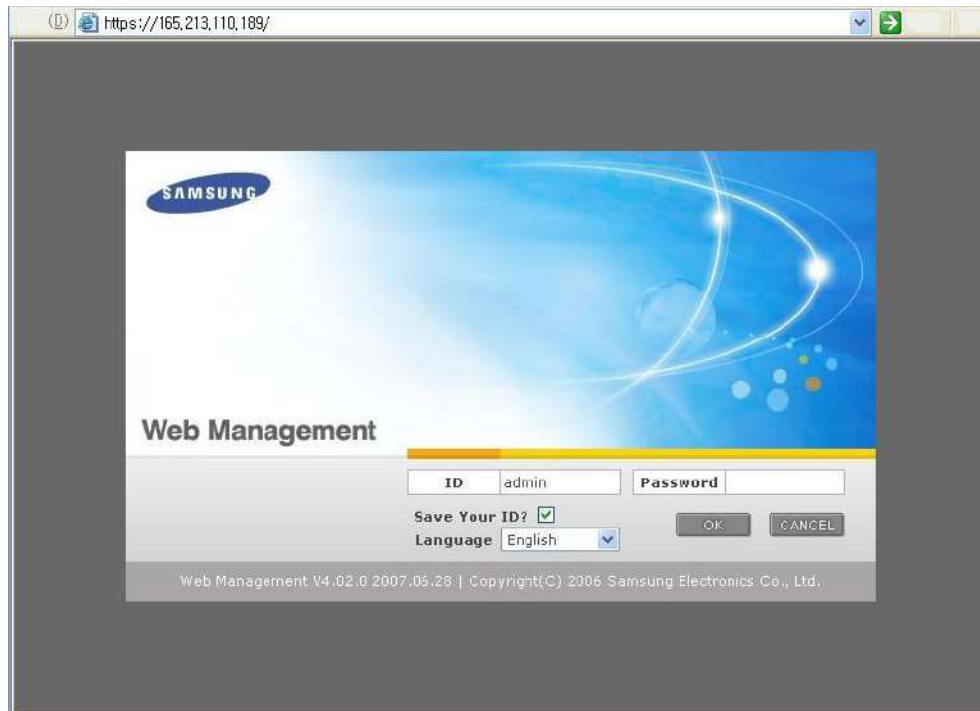 (D) https://165,213,110,189/
SAMSUNG
Web Management
ID admin Password
Save Your ID? OK CANCEL
Language English
Web Management V4.02.0 2007.05.28 | Copyright(C) 2006 Samsung Electronics Co., Ltd.